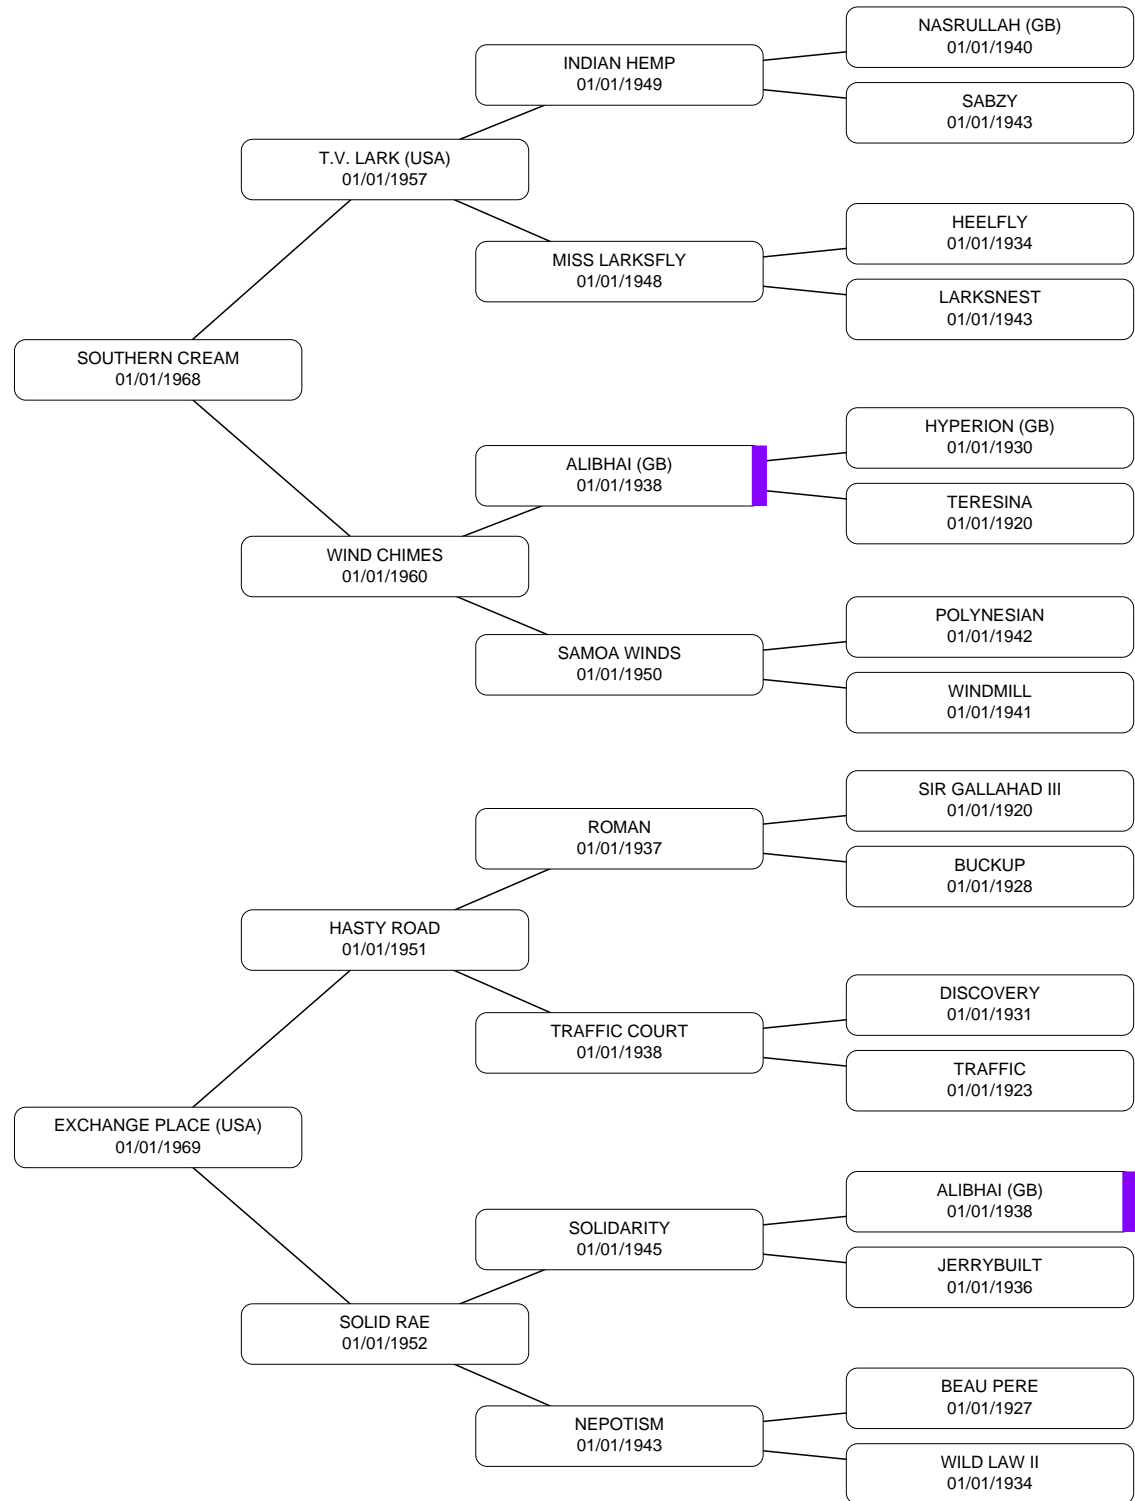 NASRULLAH (GB)
01/01/1940
INDIAN HEMP
01/01/1949
SABZY
01/01/1943
T.V. LARK (USA)
01/01/1957
HEELFLY
01/01/1934
MISS LARKSFLY
01/01/1948
LARKSNEST
01/01/1943
SOUTHERN CREAM
01/01/1968
HYPERION (GB)
01/01/1930
ALIBHAI (GB)
01/01/1938
TERESINA
01/01/1920
WIND CHIMES
01/01/1960
POLYNESIAN
01/01/1942
SAMOA WINDS
01/01/1950
WINDMILL
01/01/1941
SIR GALLAHAD III
01/01/1920
ROMAN
01/01/1937
BUCKUP
01/01/1928
HASTY ROAD
01/01/1951
DISCOVERY
01/01/1931
TRAFFIC COURT
01/01/1938
TRAFFIC
01/01/1923
EXCHANGE PLACE (USA)
01/01/1969
ALIBHAI (GB)
01/01/1938
SOLIDARITY
01/01/1945
JERRYBUILT
01/01/1936
SOLID RAE
01/01/1952
BEAU PERE
01/01/1927
NEPOTISM
01/01/1943
WILD LAW II
01/01/1934